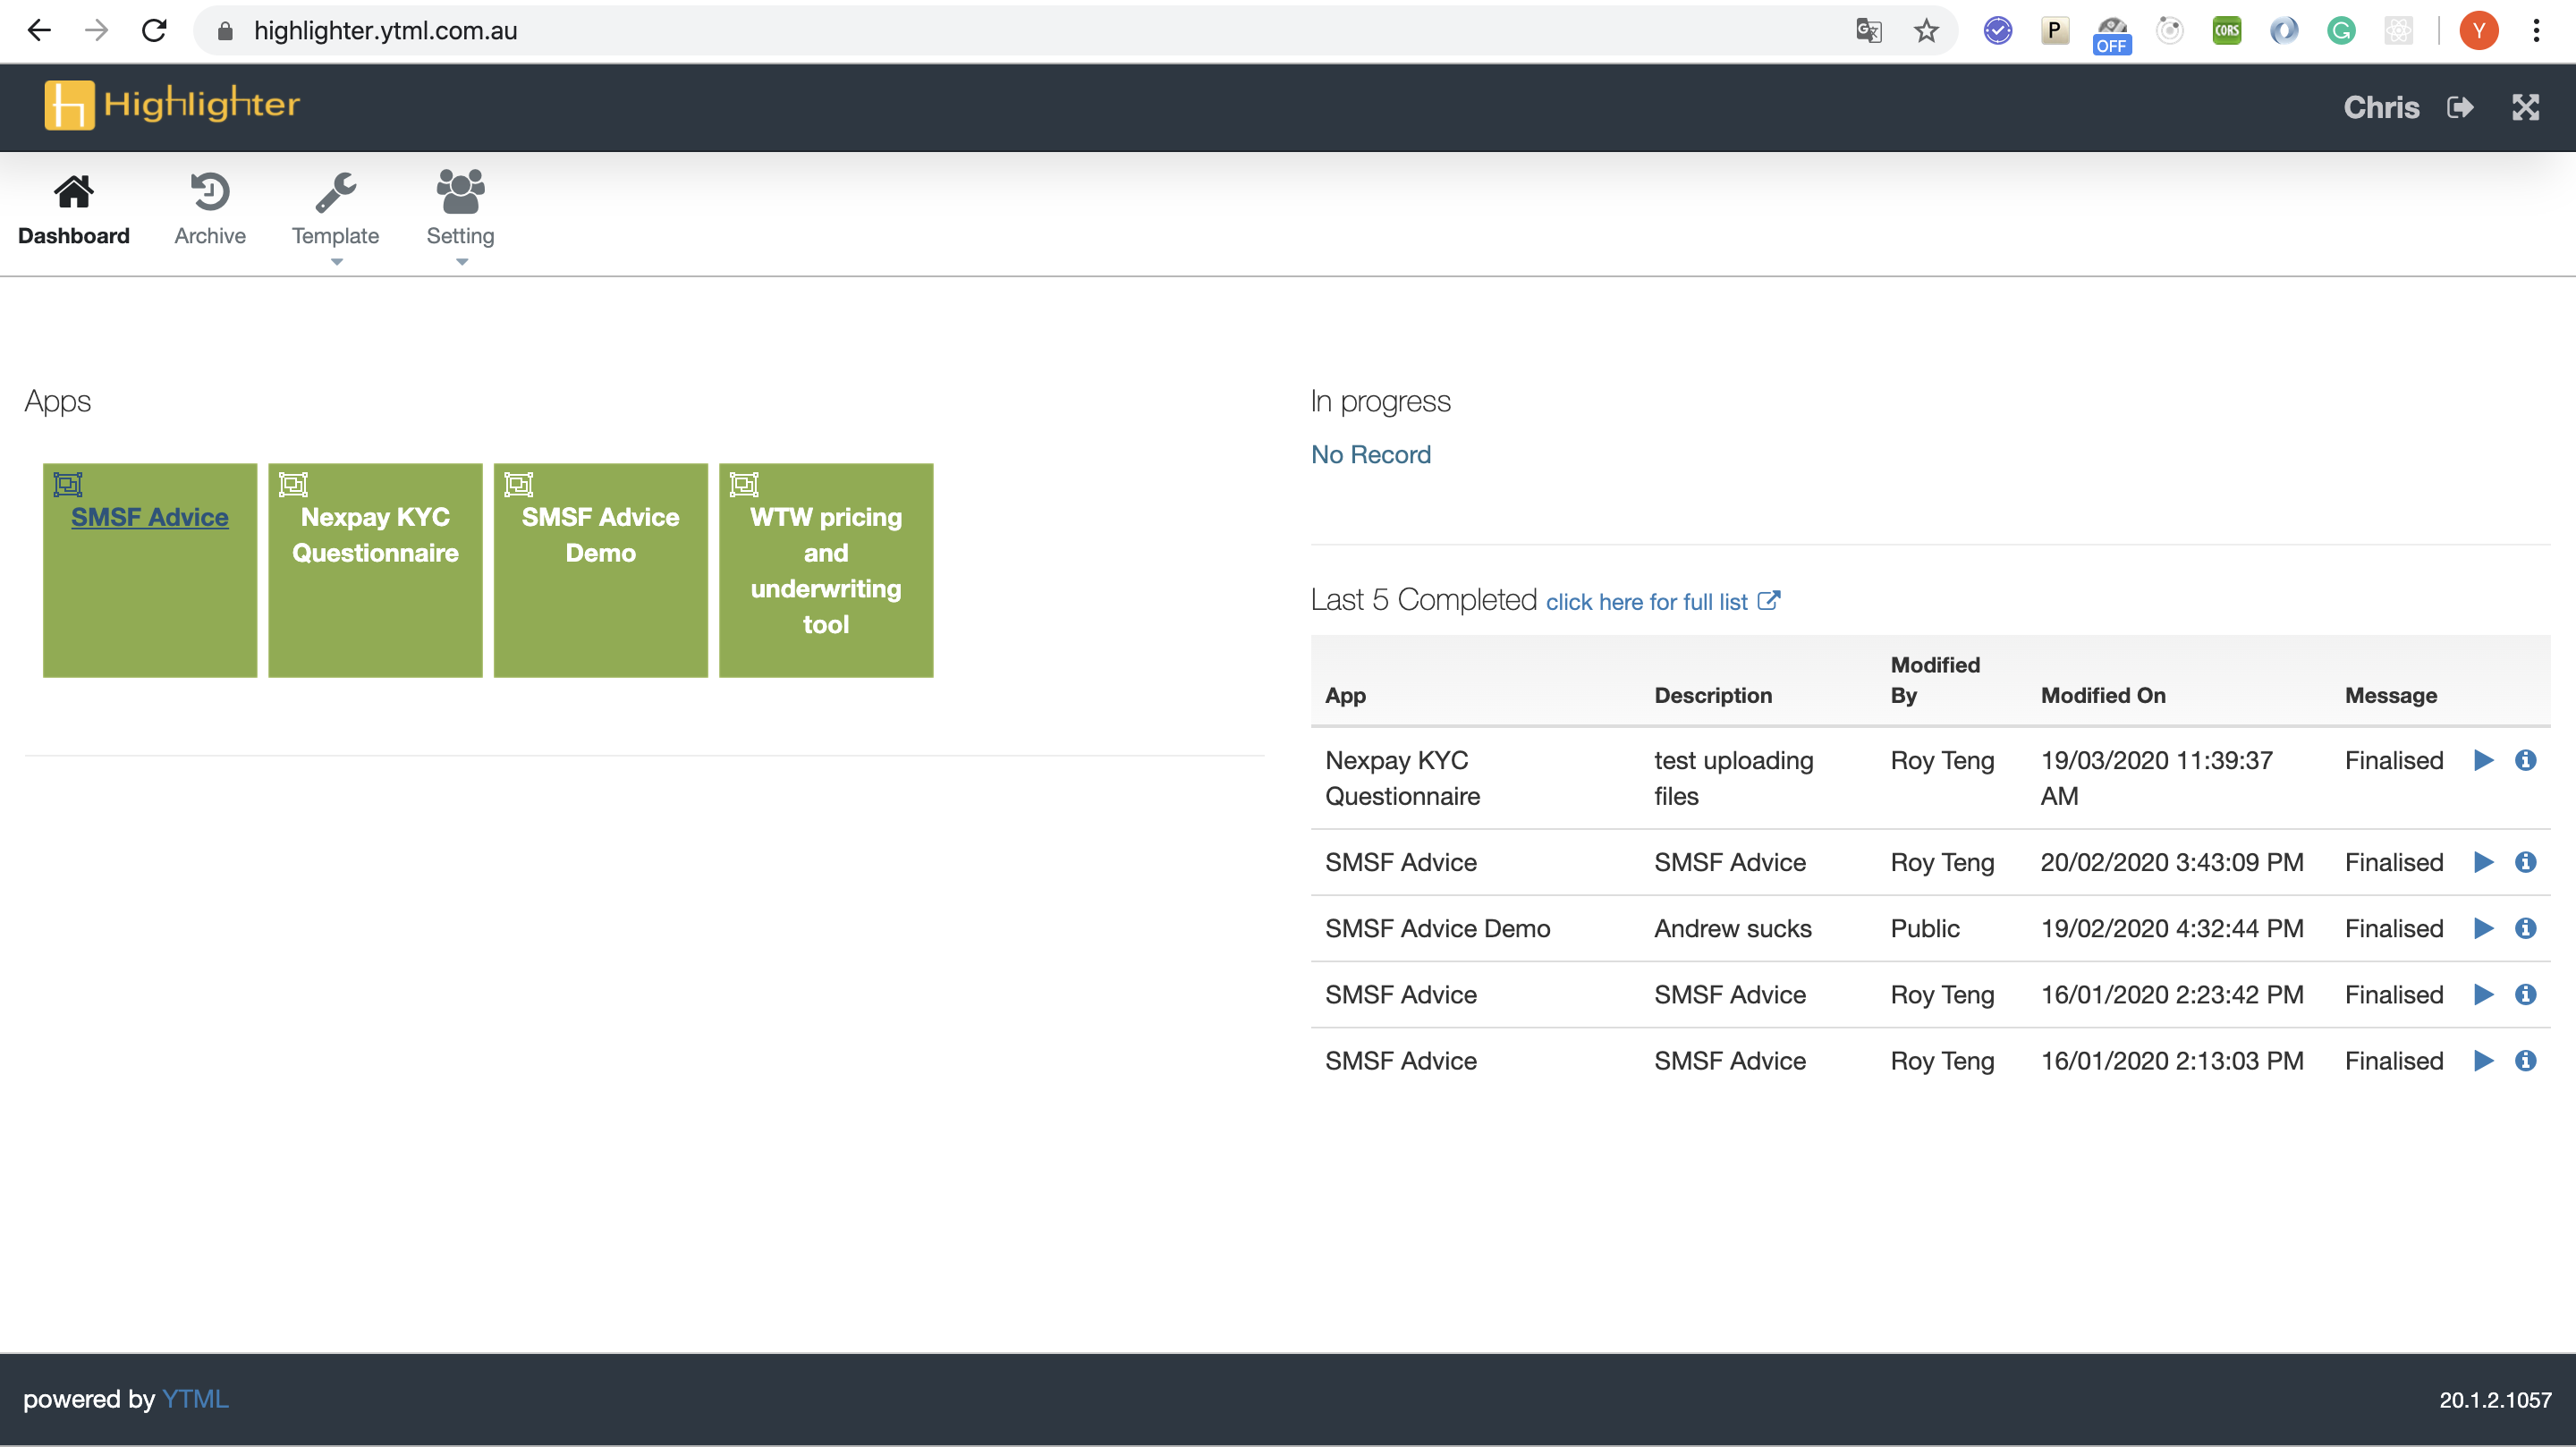 highlighter.ytml.com.au
P
OFF
CORS
G
Y
Highlighter
Chris
Dashboard
Archive
Template
Setting
Apps
SMSF Advice
Nexpay KYC
Questionnaire
SMSF Advice
Demo
WTW pricing
and
underwriting
tool
In progress
No Record
Last 5 Completed click here for full list
App Description Modified By Modified On Message
Nexpay KYC Questionnaire test uploading files Roy Teng 19/03/2020 11:39:37 AM Finalised
SMSF Advice SMSF Advice Roy Teng 20/02/2020 3:43:09 PM Finalised
SMSF Advice Demo Andrew sucks Public 19/02/2020 4:32:44 PM Finalised
SMSF Advice SMSF Advice Roy Teng 16/01/2020 2:23:42 PM Finalised
SMSF Advice SMSF Advice Roy Teng 16/01/2020 2:13:03 PM Finalised
powered by YTML
20.1.2.1057